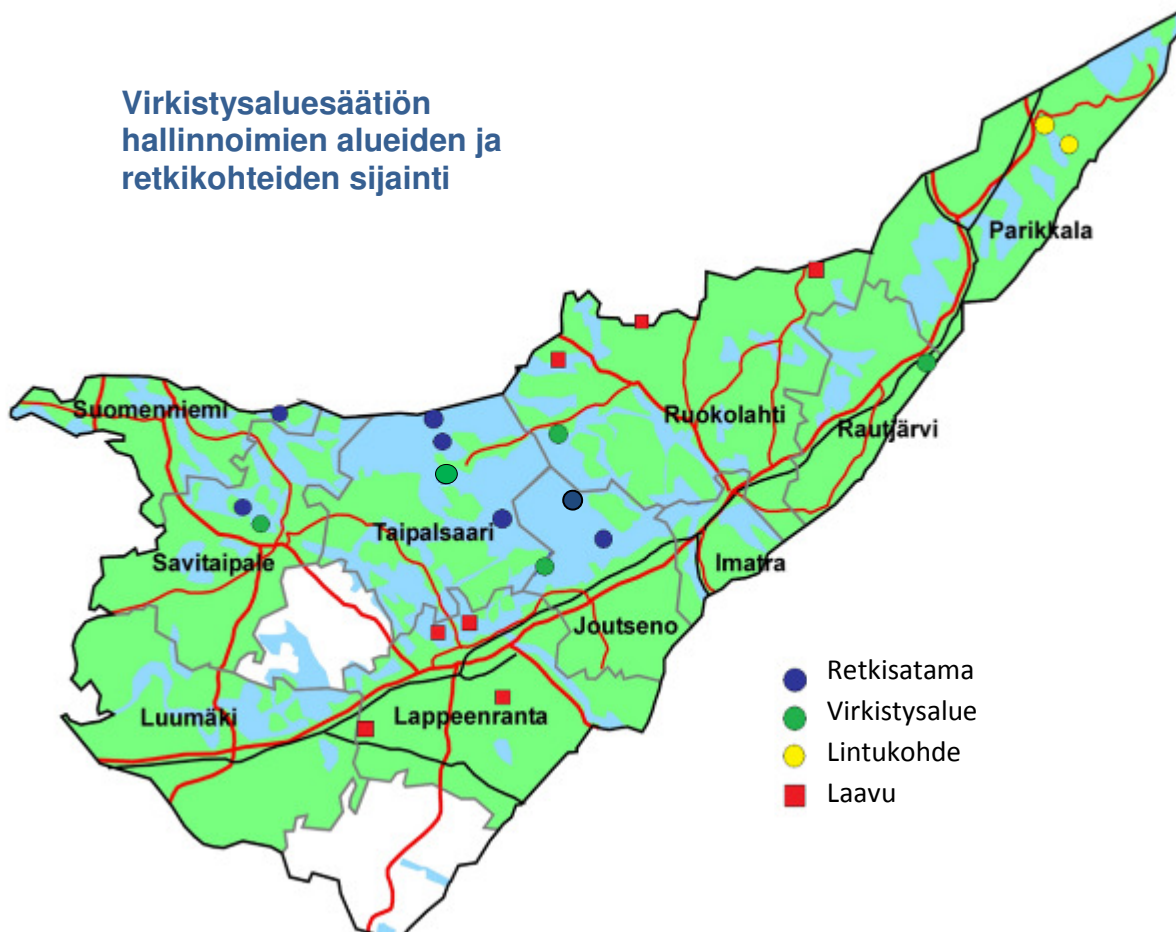 Virkistysaluesäätiön
hallinnoimien alueiden ja
retkikohteiden sijainti
Parikkala
Suomenniemi
Ruokolahti
Rautjärvi
Taipalsaari
Savitaipale
Imatra
Joutseno
Luumäki
Lappeenranta
Retkisatama
Virkistysalue
Lintukohde
Laavu